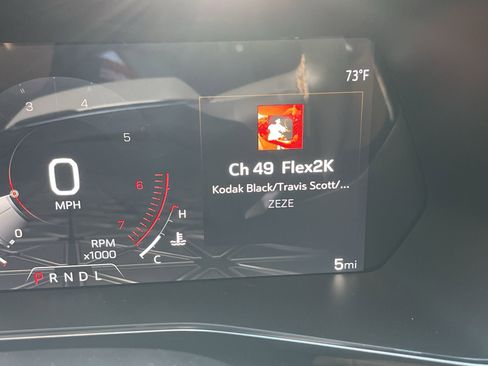 73°F
3
4
5
6
7
0
MPH
0
RPM
x1000
H
C
P R N D L
Ch 49 Flex2K
Kodak Black/Travis Scott/...
ZEZE
5mi